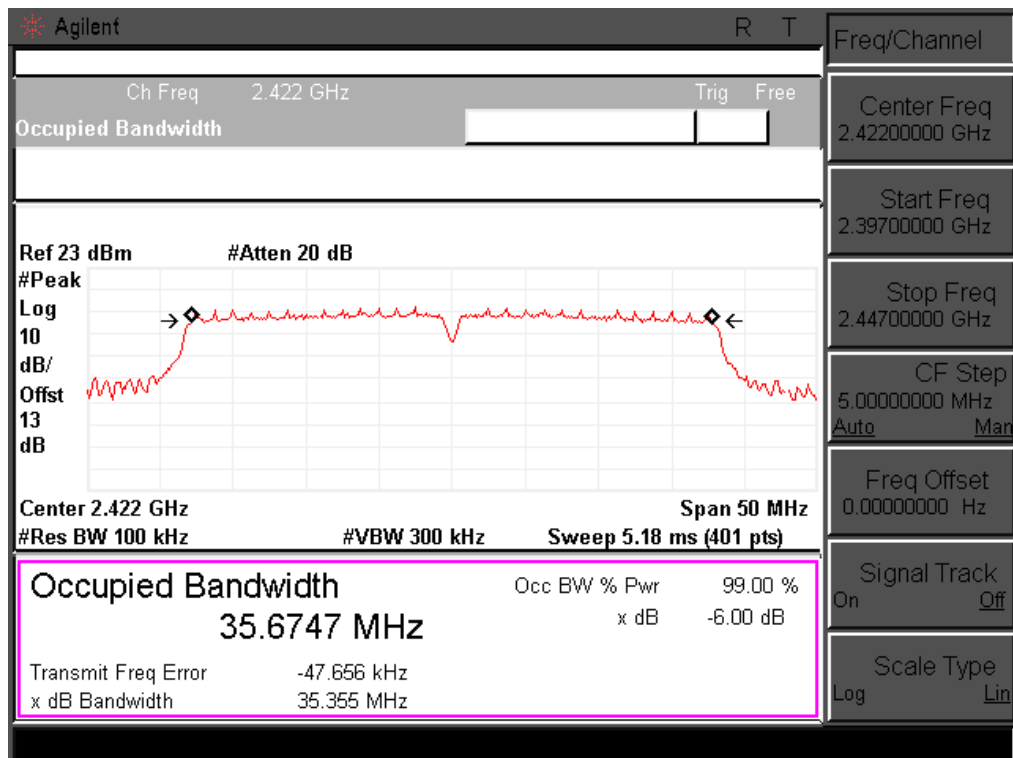 Agilent R T
Ch Freq 2.422 GHz Trig Free
Occupied Bandwidth
Ref 23 dBm #Atten 20 dB
#Peak
Log
10
dB/
Offst
13
dB
Center 2.422 GHz Span 50 MHz
#Res BW 100 kHz #VBW 300 kHz Sweep 5.18 ms (401 pts)
Occupied Bandwidth Occ BW % Pwr 99.00 %
35.6747 MHz x dB -6.00 dB
Transmit Freq Error -47.656 kHz
x dB Bandwidth 35.355 MHz
Freq/Channel
Center Freq
2.42200000 GHz
Start Freq
2.39700000 GHz
Stop Freq
2.44700000 GHz
CF Step
5.00000000 MHz
Auto Man
Freq Offset
0.00000000 Hz
Signal Track
On Off
Scale Type
Log Lin